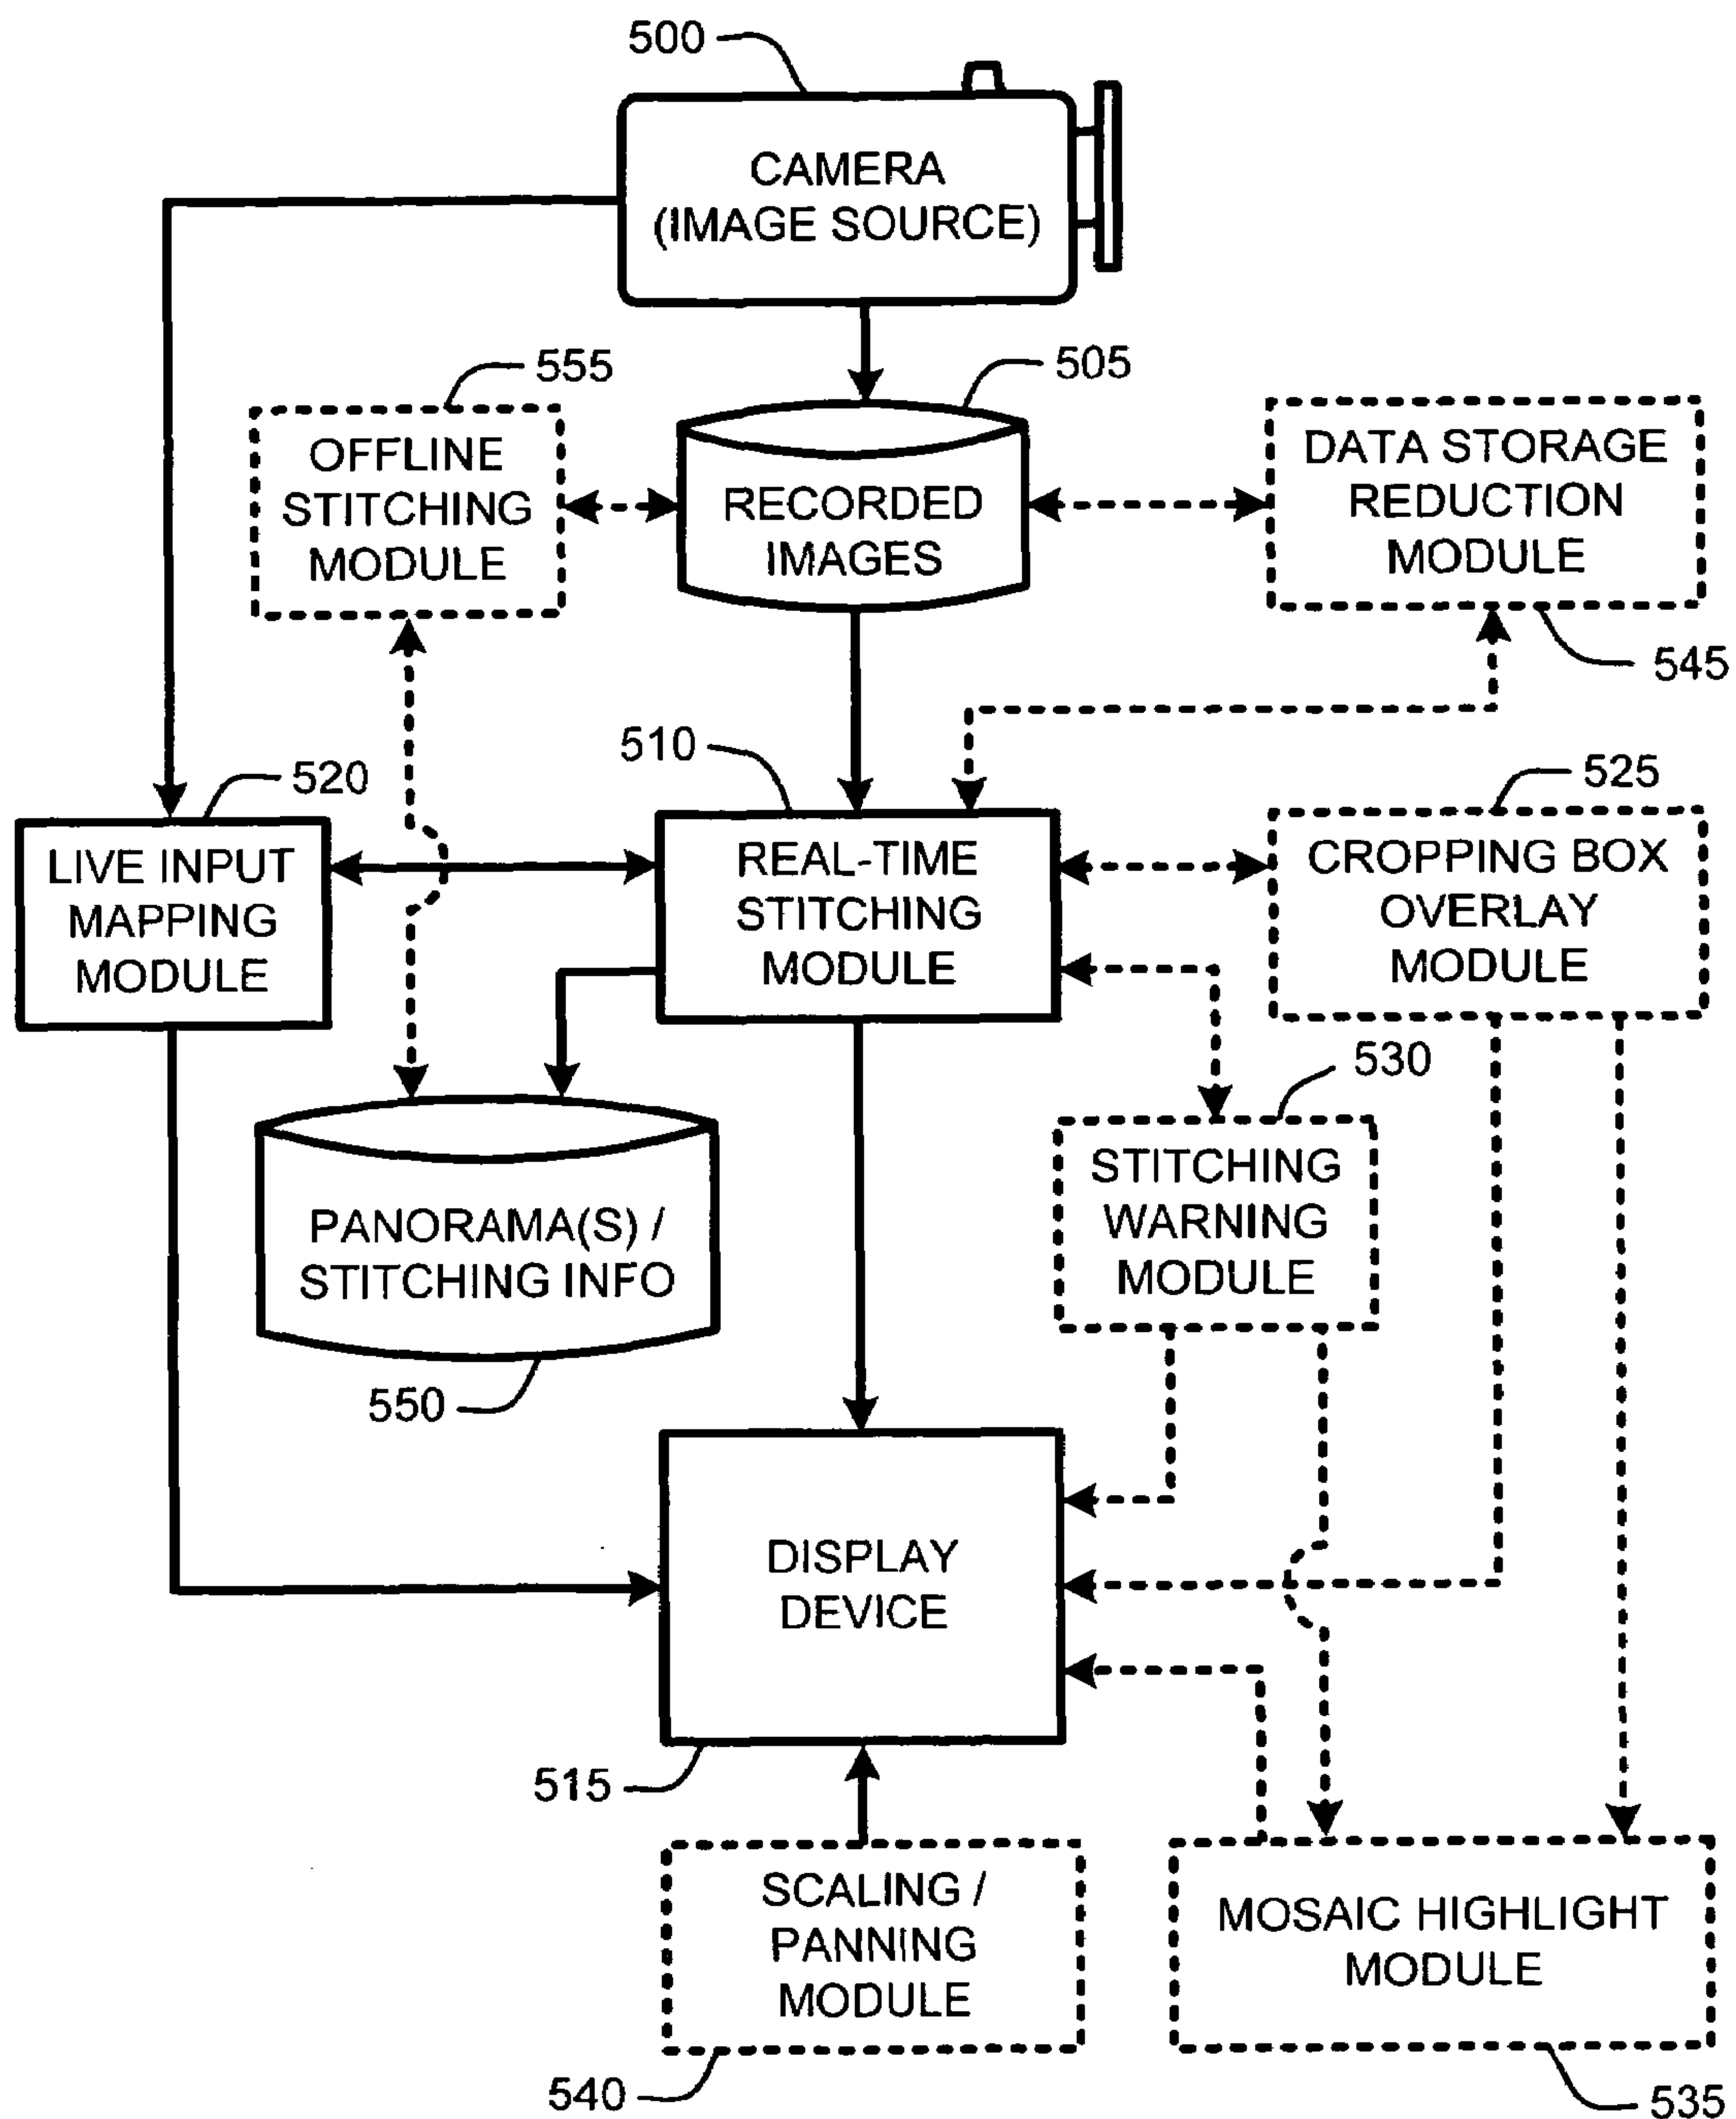 500
CAMERA
(IMAGE SOURCE)
555
505
OFFLINE
STITCHING
MODULE
RECORDED
IMAGES
DATA STORAGE
REDUCTION
MODULE
545
510
520
525
LIVE INPUT
MAPPING
MODULE
REAL-TIME
STITCHING
MODULE
CROPPING BOX
OVERLAY
MODULE
530
PANORAMA(S) /
STITCHING INFO
STITCHING
WARNING
MODULE
550
DISPLAY
DEVICE
515
SCALING /
PANNING
MODULE
MOSAIC HIGHLIGHT
MODULE
540
535